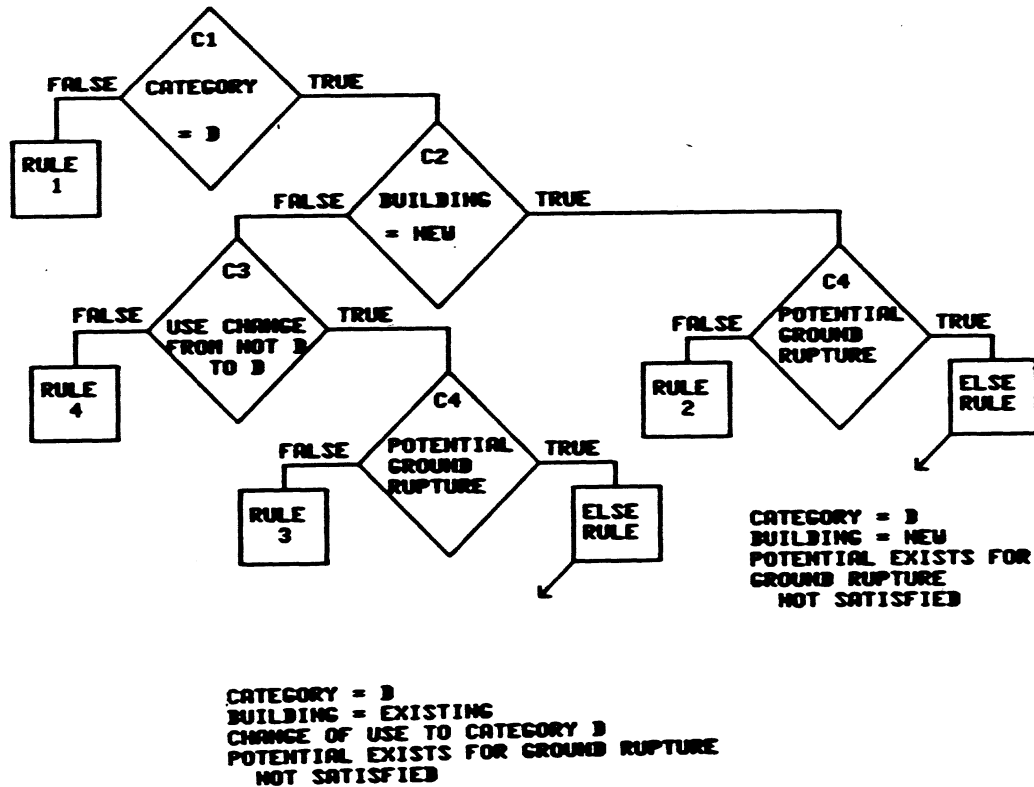 C1
FALSE
CATEGORY
TRUE
= D
RULE
1
C2
FALSE
BUILDING
TRUE
= NEW
C3
C4
FALSE
TRUE
USE CHANGE
FROM NOT D
TO D
FALSE
POTENTIAL
GROUND
RUPTURE
TRUE
RULE
4
C4
RULE
2
ELSE
RULE
FALSE
POTENTIAL
GROUND
RUPTURE
TRUE
RULE
3
ELSE
RULE
CATEGORY = D
BUILDING = NEW
POTENTIAL EXISTS FOR
GROUND RUPTURE
NOT SATISFIED
CATEGORY = D
BUILDING = EXISTING
CHANGE OF USE TO CATEGORY D
POTENTIAL EXISTS FOR GROUND RUPTURE
NOT SATISFIED